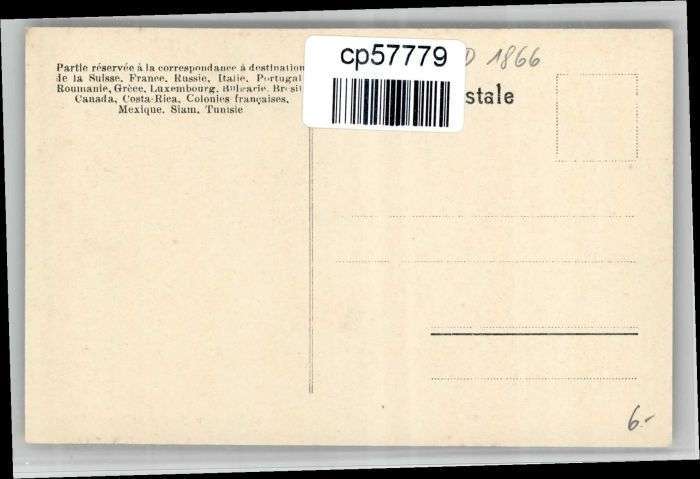 Partie réservée à la correspondance à destination
de la Suisse, France, Russie, Italie, Portugal
Roumanie, Grèce, Luxembourg, Bulgarie, Brésil
Canada, Costa-Rica, Colonies françaises,
Mexique, Siam, Tunisie
cp57779
D 1866
stale
6.-